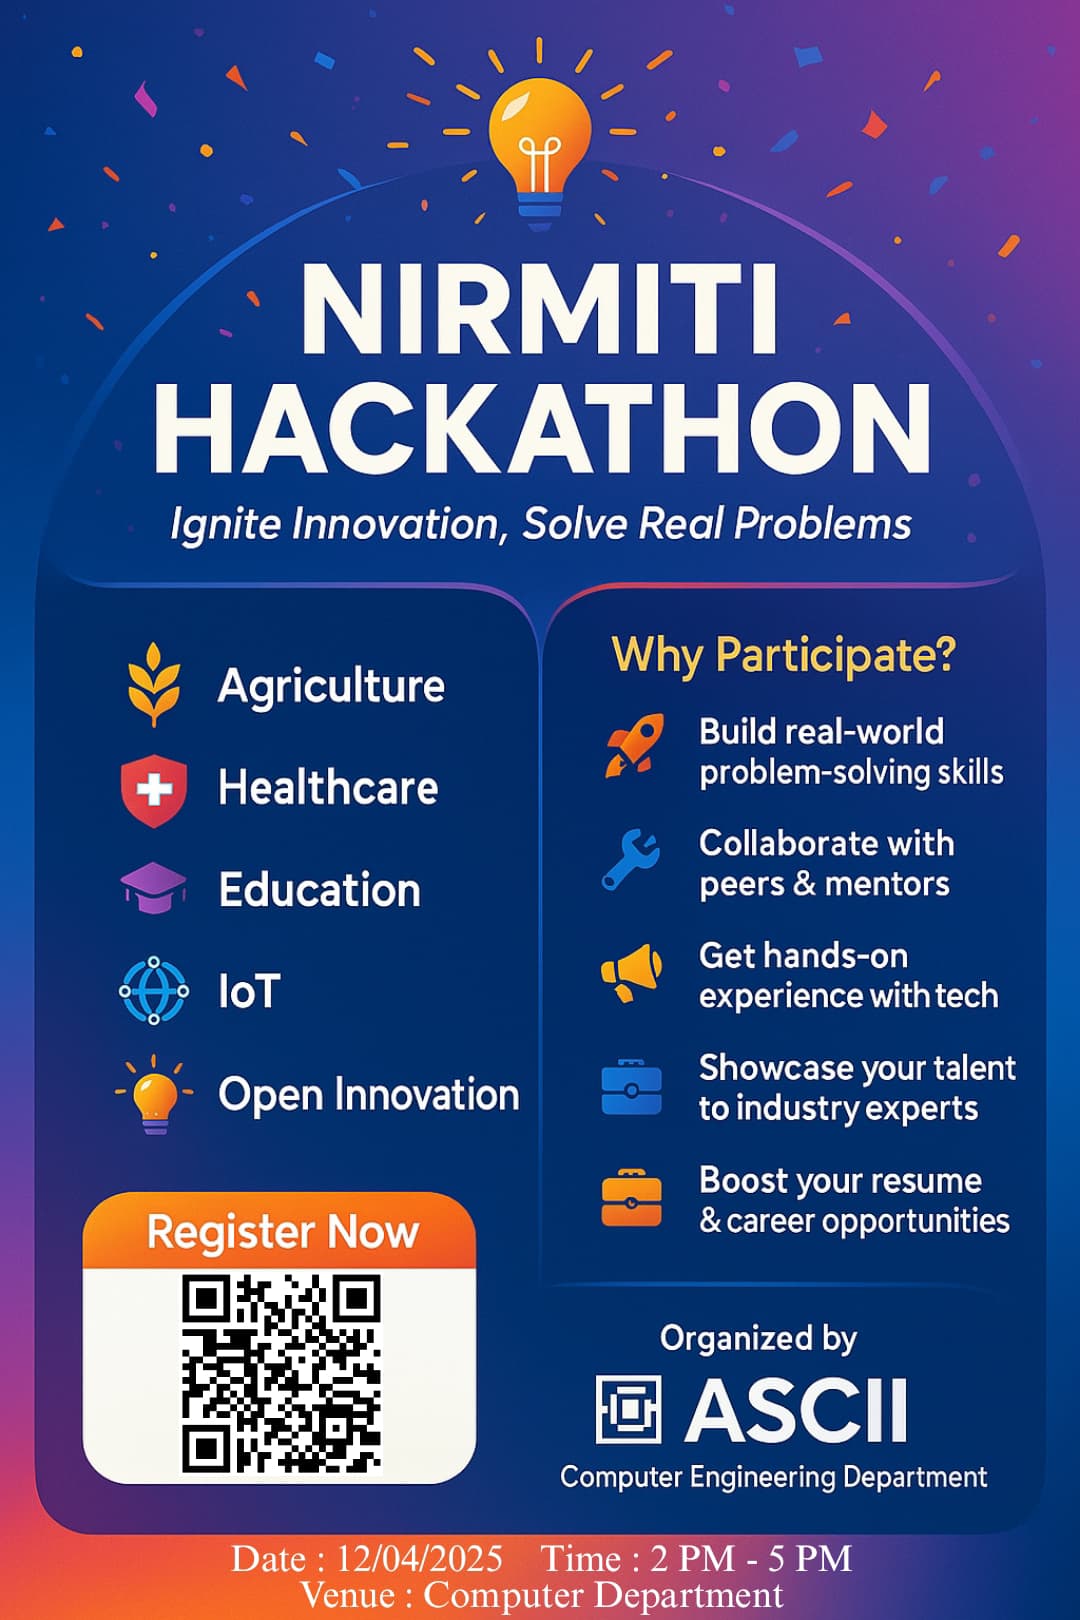 NIRMITI
HACKATHON
Ignite Innovation, Solve Real Problems
Agriculture
Healthcare
Education
IoT
Open Innovation
Register Now
Why Participate?
Build real-world
problem-solving skills
Collaborate with
peers & mentors
Get hands-on
experience with tech
Showcase your talent
to industry experts
Boost your resume
& career opportunities
Organized by
ASCII
Computer Engineering Department
Date : 12/04/2025 Time : 2 PM - 5 PM
Venue : Computer Department